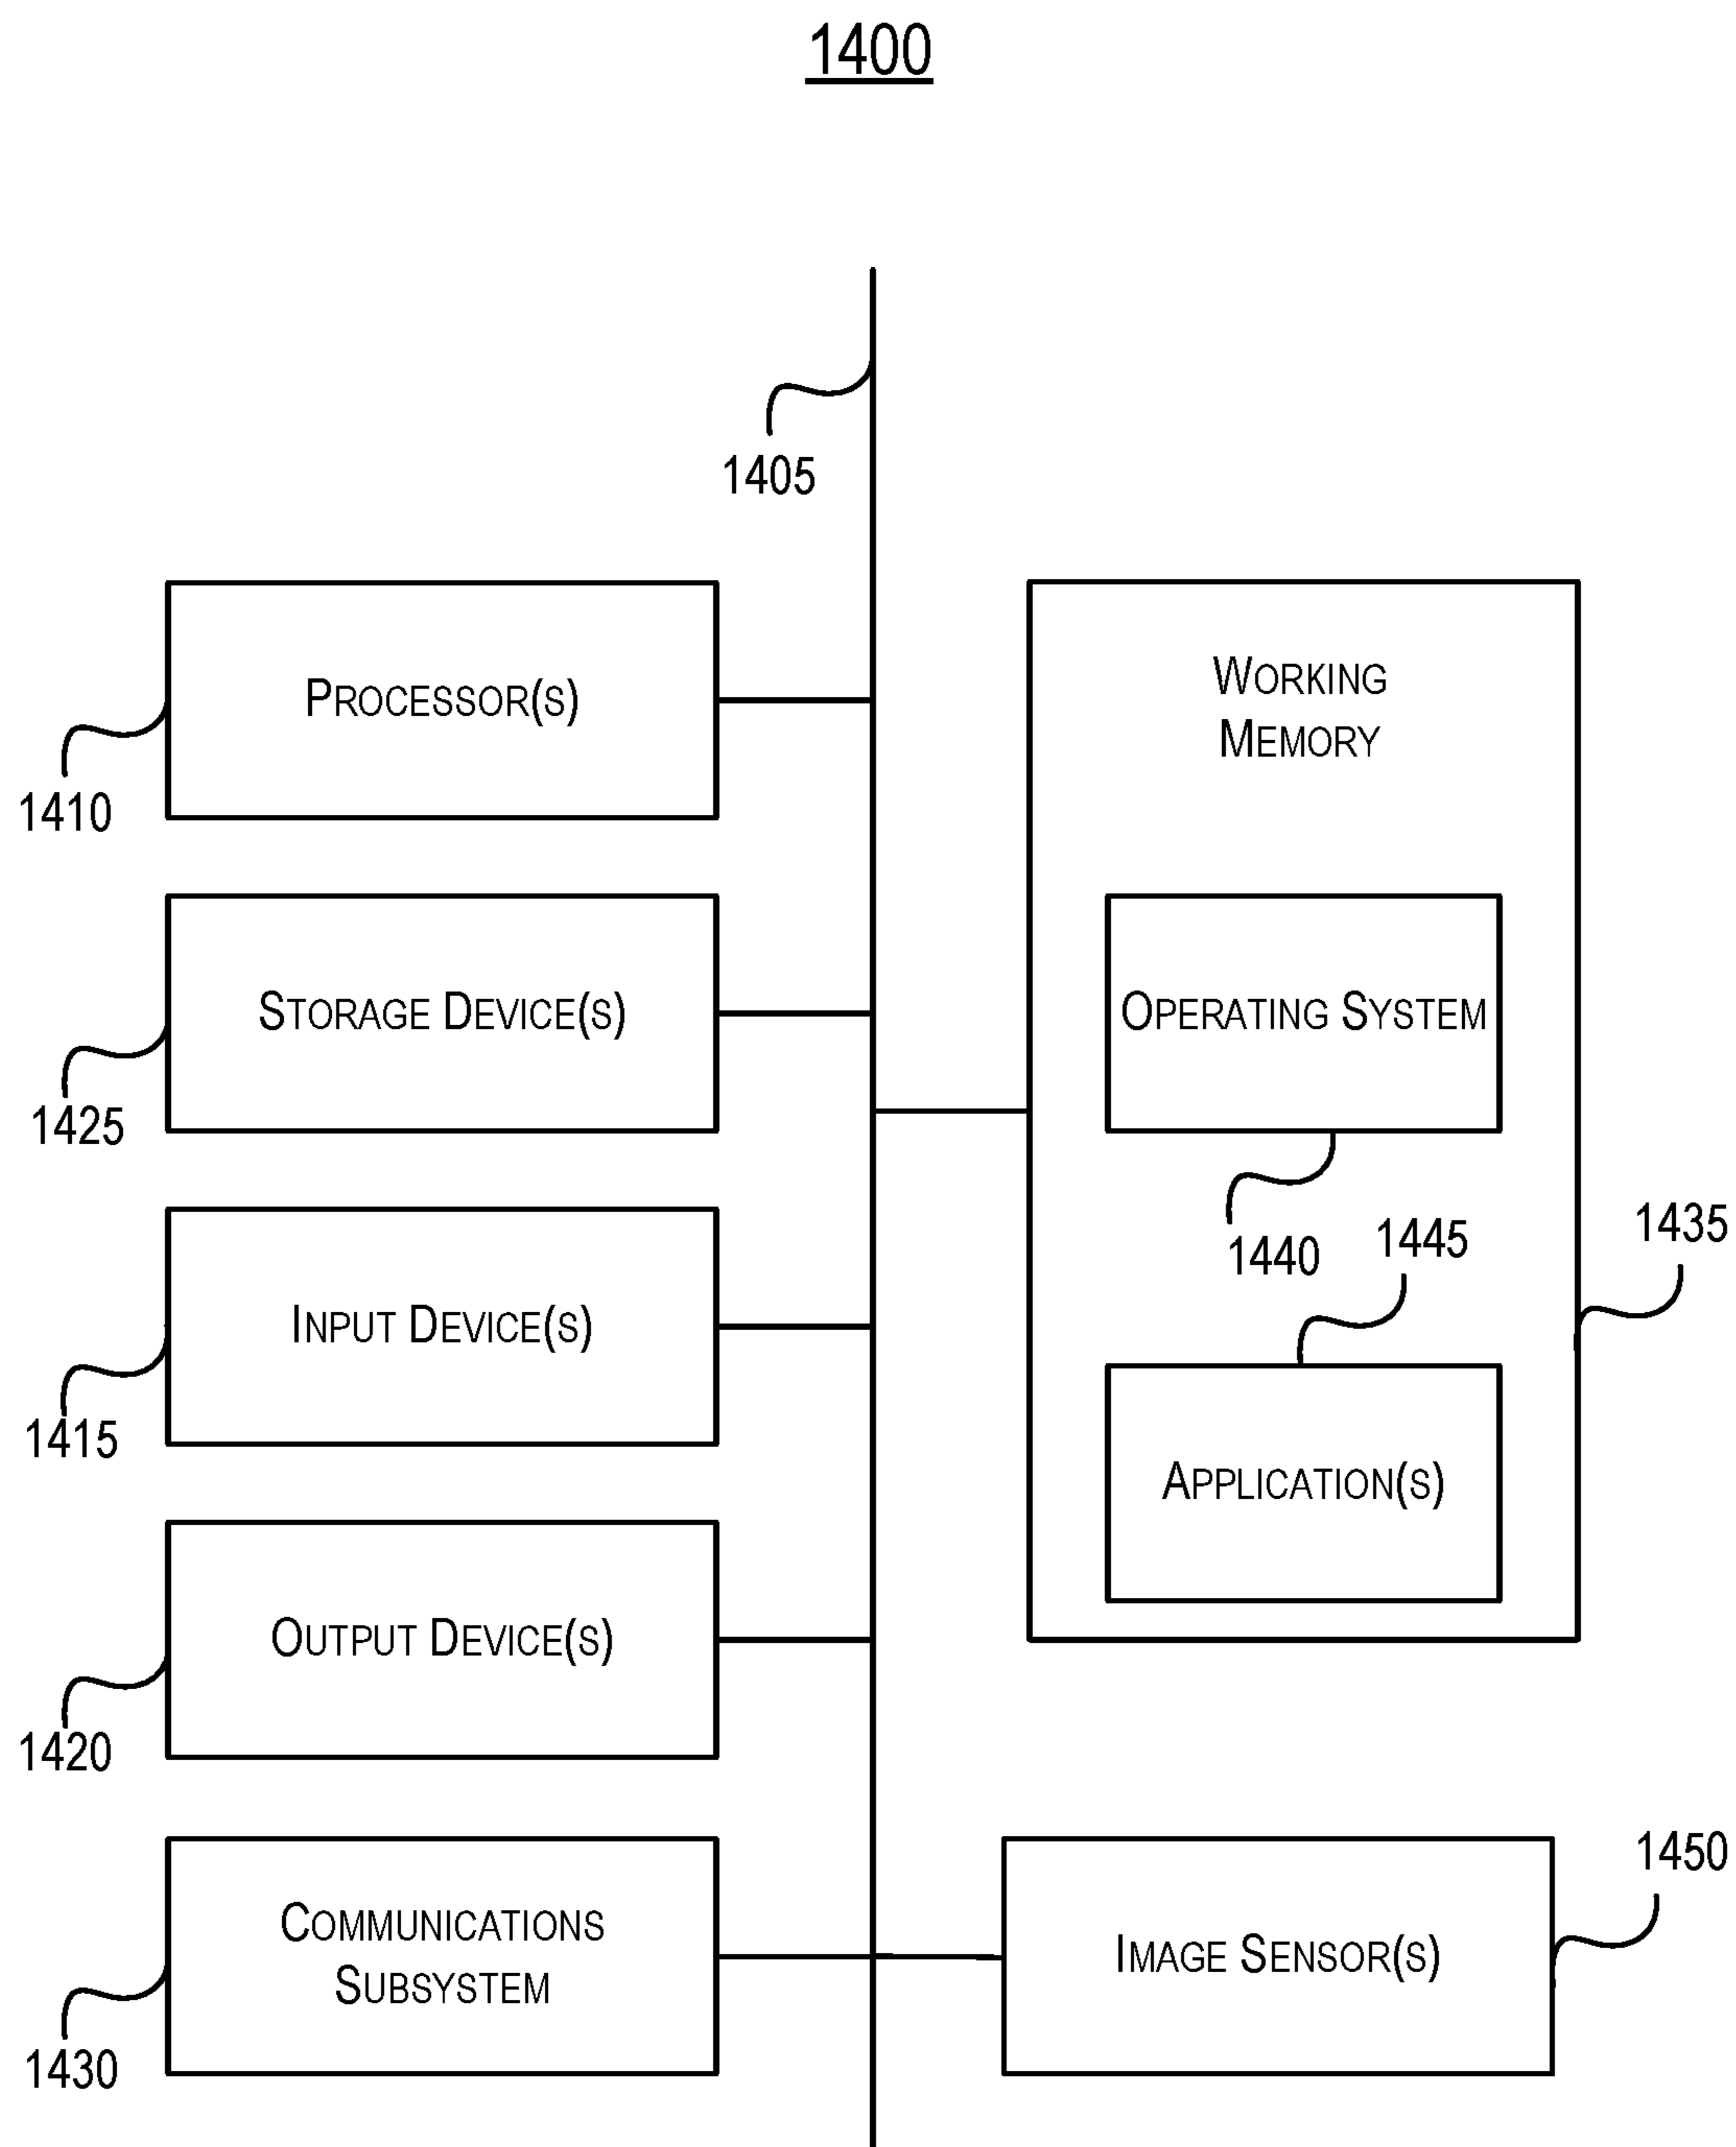 1400
1405
PROCESSOR(S)
1410
STORAGE DEVICE(S)
1425
INPUT DEVICE(S)
1415
OUTPUT DEVICE(S)
1420
COMMUNICATIONS
SUBSYSTEM
1430
WORKING
MEMORY
OPERATING SYSTEM
1440
1445
1435
APPLICATION(S)
1450
IMAGE SENSOR(S)